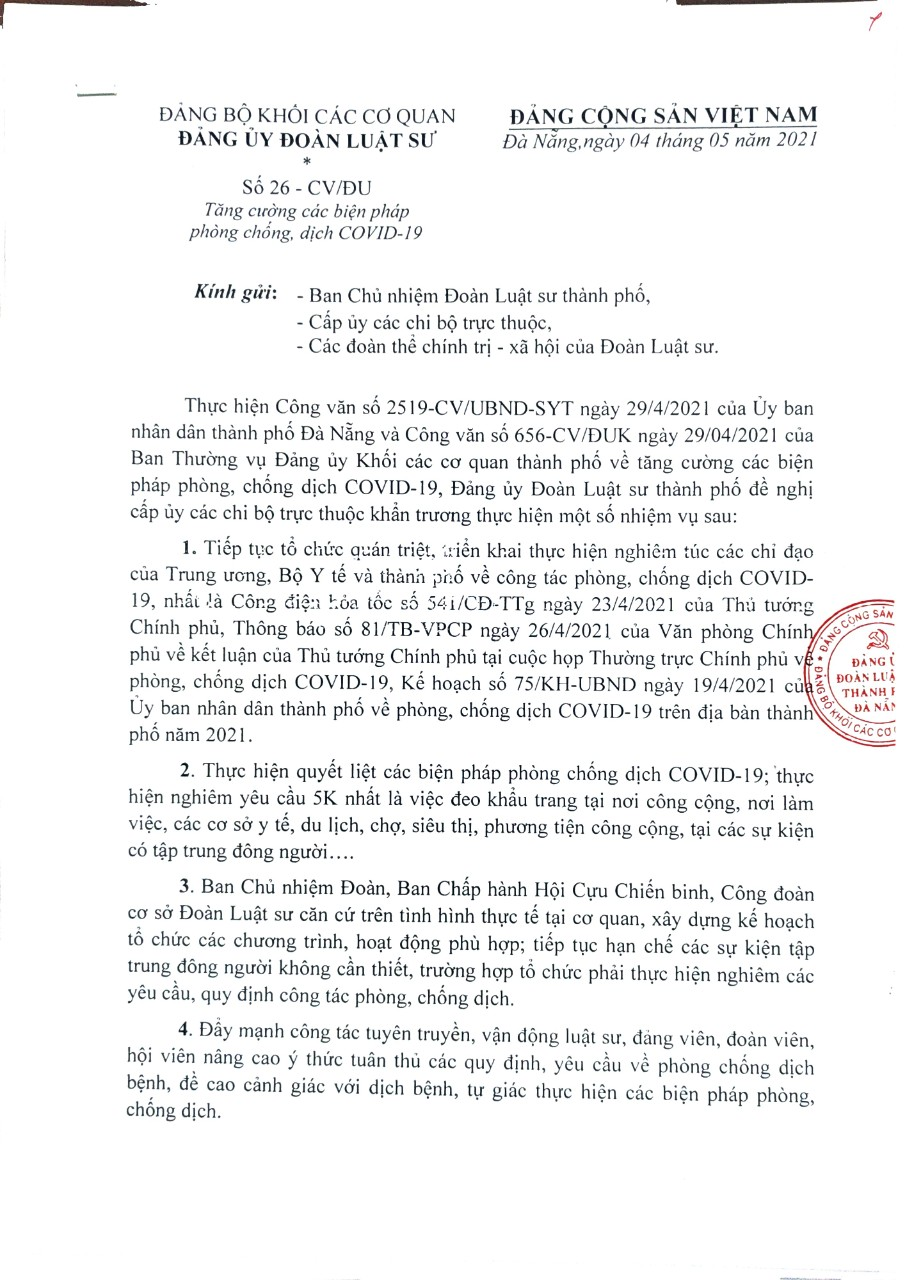 ĐẢNG BỘ KHỐI CÁC CƠ QUAN
ĐẢNG ỦY ĐOÀN LUẬT SƯ
*
Số 26 - CV/ĐU
Tăng cường các biện pháp
phòng chống, dịch COVID-19
ĐẢNG CỘNG SẢN VIỆT NAM
Đà Nẵng,ngày 04 tháng 05 năm 2021
Kính gửi: - Ban Chủ nhiệm Đoàn Luật sư thành phố,
- Cấp ủy các chi bộ trực thuộc,
- Các đoàn thể chính trị - xã hội của Đoàn Luật sư.
Thực hiện Công văn số 2519-CV/UBND-SYT ngày 29/4/2021 của Ủy ban
nhân dân thành phố Đà Nẵng và Công văn số 656-CV/ĐUK ngày 29/04/2021 của
Ban Thường vụ Đảng ủy Khối các cơ quan thành phố về tăng cường các biện
pháp phòng, chống dịch COVID-19, Đảng ủy Đoàn Luật sư thành phố đề nghị
cấp ủy các chi bộ trực thuộc khẩn trương thực hiện một số nhiệm vụ sau:
1. Tiếp tục tổ chức quán triệt, triển khai thực hiện nghiêm túc các chỉ đạo
của Trung ương, Bộ Y tế và thành phố về công tác phòng, chống dịch COVID-
19, nhất là Công điện hỏa tốc số 541/CĐ-TTg ngày 23/4/2021 của Thủ tướng
Chính phủ, Thông báo số 81/TB-VPCP ngày 26/4/2021 của Văn phòng Chính
phủ về kết luận của Thủ tướng Chính phủ tại cuộc họp Thường trực Chính phủ về
phòng, chống dịch COVID-19, Kế hoạch số 75/KH-UBND ngày 19/4/2021 của
Ủy ban nhân dân thành phố về phòng, chống dịch COVID-19 trên địa bàn thành
phố năm 2021.
2. Thực hiện quyết liệt các biện pháp phòng chống dịch COVID-19; thực
hiện nghiêm yêu cầu 5K nhất là việc đeo khẩu trang tại nơi công cộng, nơi làm
việc, các cơ sở y tế, du lịch, chợ, siêu thị, phương tiện công cộng, tại các sự kiện
có tập trung đông người….
3. Ban Chủ nhiệm Đoàn, Ban Chấp hành Hội Cựu Chiến binh, Công đoàn
cơ sở Đoàn Luật sư căn cứ trên tình hình thực tế tại cơ quan, xây dựng kế hoạch
tổ chức các chương trình, hoạt động phù hợp; tiếp tục hạn chế các sự kiện tập
trung đông người không cần thiết, trường hợp tổ chức phải thực hiện nghiêm các
yêu cầu, quy định công tác phòng, chống dịch.
4. Đẩy mạnh công tác tuyên truyền, vận động luật sư, đảng viên, đoàn viên,
hội viên nâng cao ý thức tuân thủ các quy định, yêu cầu về phòng chống dịch
bệnh, đề cao cảnh giác với dịch bệnh, tự giác thực hiện các biện pháp phòng,
chống dịch.
ĐẢNG CỘNG SẢN
ĐẢNG BỘ KHỐI CÁC CƠ
ĐẢNG
ĐOÀN LUẬ
THÀNH
ĐÀ NẴN